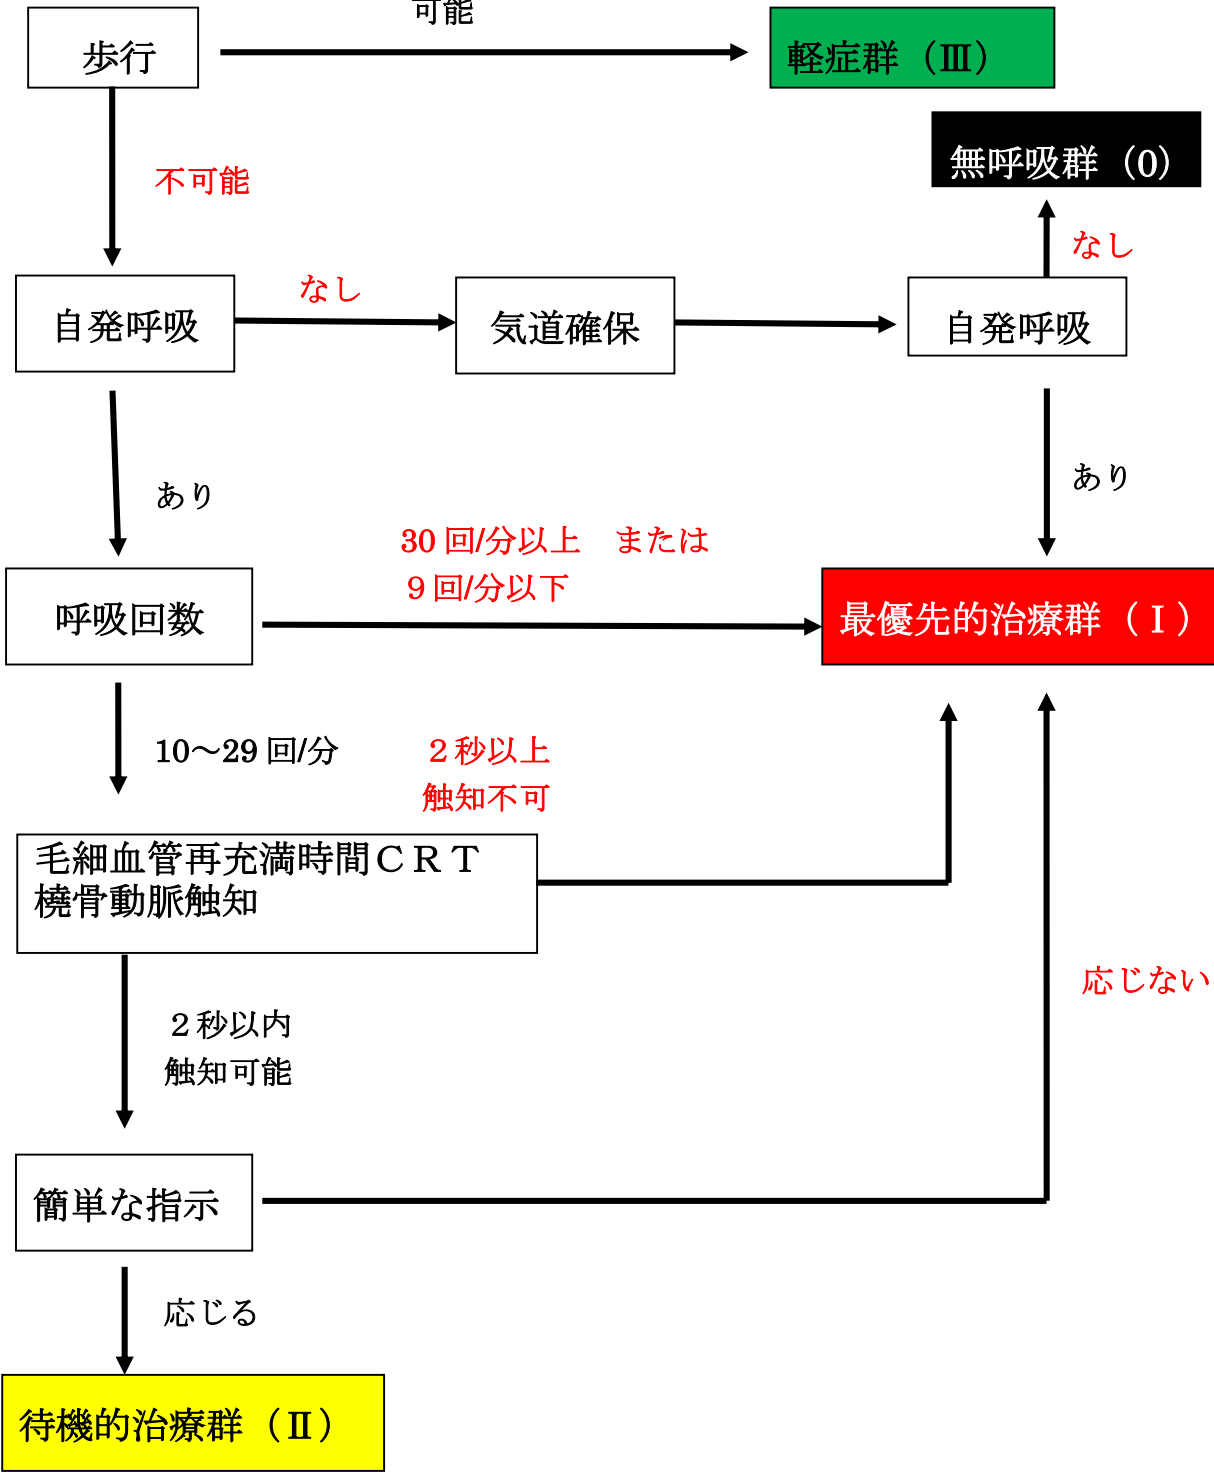 可能
歩行
軽症群（Ⅲ）
無呼吸群（0）
不可能
なし
なし
自発呼吸
気道確保
自発呼吸
あり
あり
30 回/分以上　または
9 回/分以下
呼吸回数
最優先的治療群（Ⅰ）
10～29 回/分
２秒以上
触知不可
毛細血管再充満時間ＣＲＴ
橈骨動脈触知
応じない
２秒以内
触知可能
簡単な指示
応じる
待機的治療群（Ⅱ）